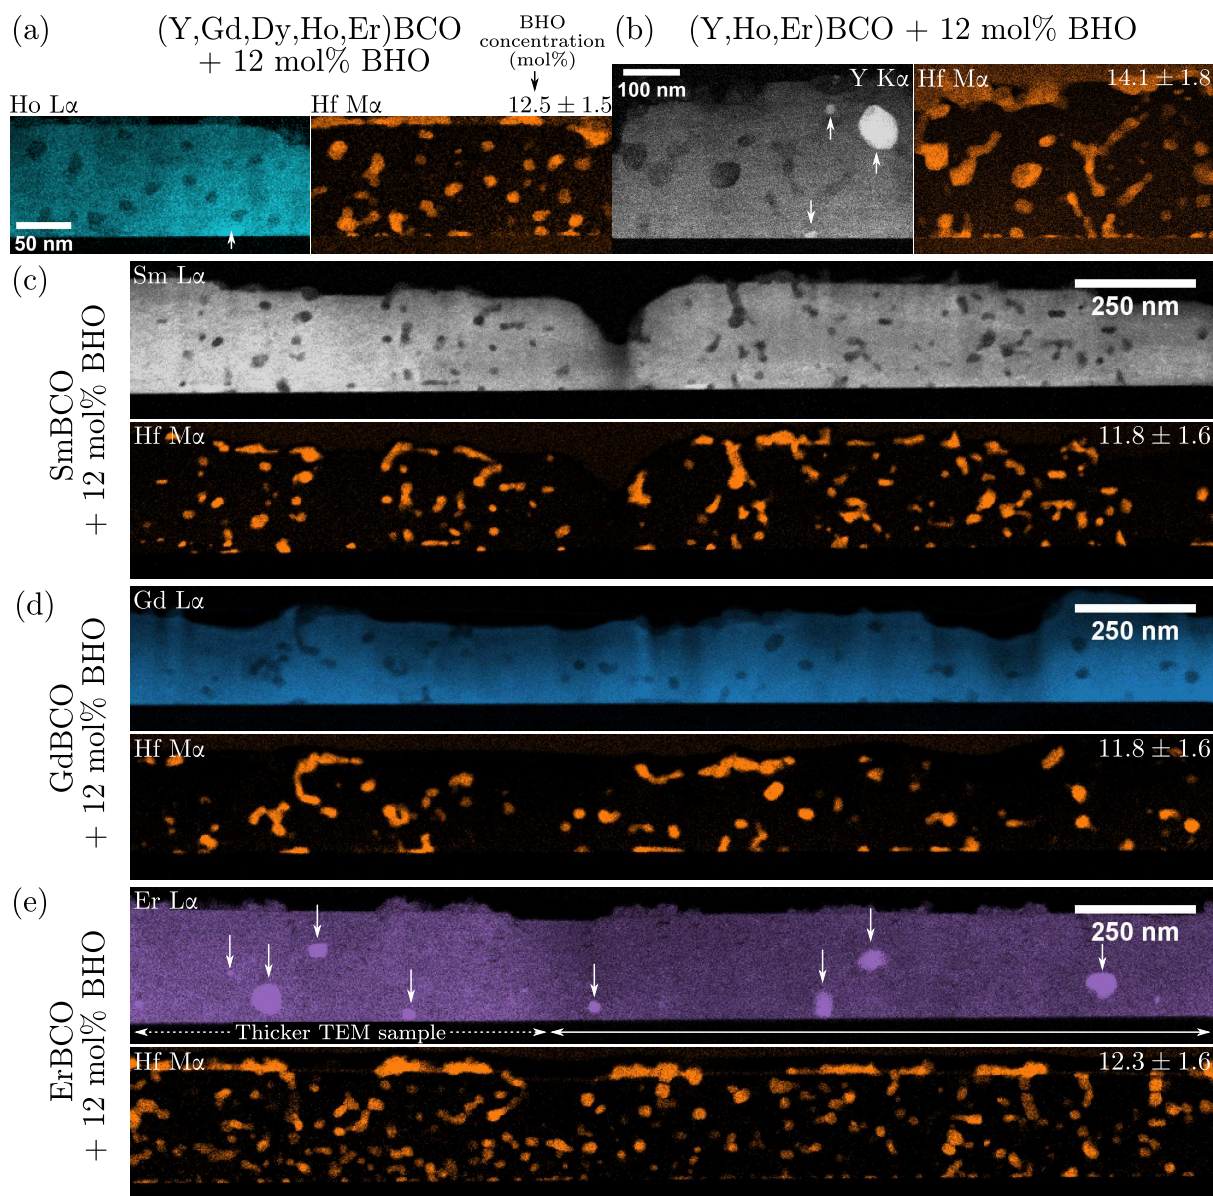 (a)
(Y,Gd,Dy,Ho,Er)BCO
+ 12 mol% BHO
BHO
concentration
(mol%)
Ho Lα
Hf Mα
12.5 ± 1.5
50 nm
(b)
(Y,Ho,Er)BCO + 12 mol% BHO
100 nm
Y Kα
Hf Mα
14.1 ± 1.8
(c)
SmBCO
+ 12 mol% BHO
Sm Lα
250 nm
Hf Mα
11.8 ± 1.6
(d)
GdBCO
+ 12 mol% BHO
Gd Lα
250 nm
Hf Mα
11.8 ± 1.6
(e)
ErBCO
+ 12 mol% BHO
Er Lα
250 nm
Thicker TEM sample
Hf Mα
12.3 ± 1.6